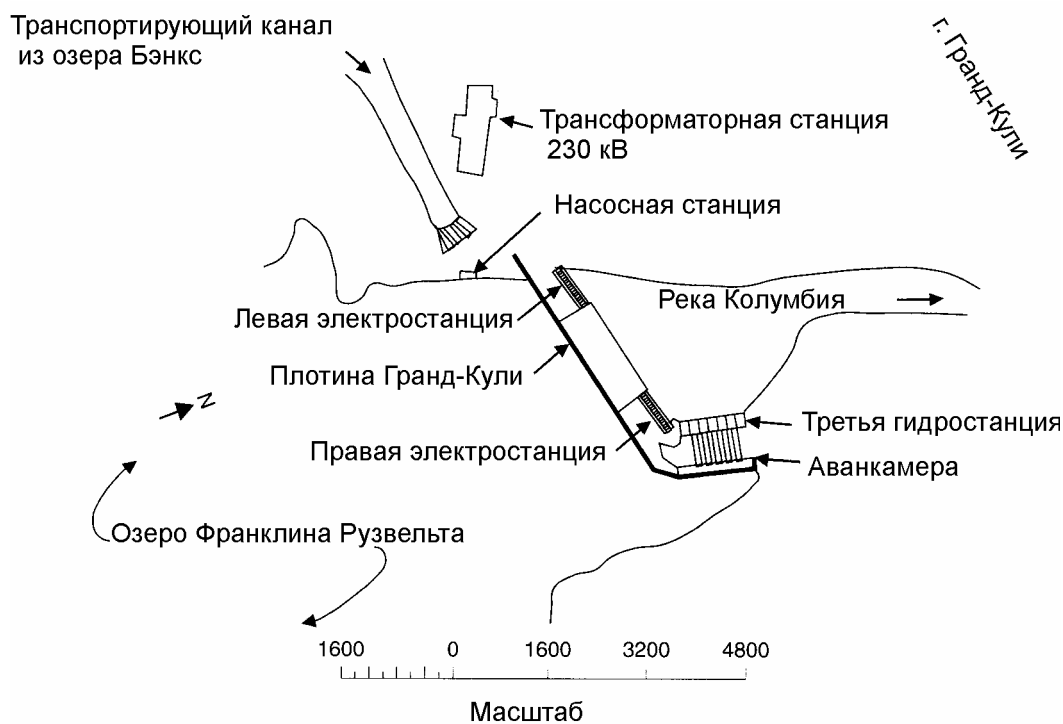 Транспортирующий канал
из озера Бэнкс
г. Гранд-Кули
Трансформаторная станция
230 кВ
Насосная станция
Река Колумбия
Левая электростанция
Плотина Гранд-Кули
N
Третья гидростанция
Правая электростанция
Аванкамера
Озеро Франклина Рузвельта
1600 0 1600 3200 4800
Масштаб